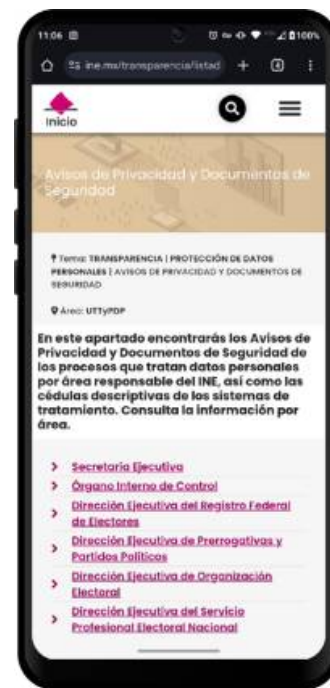 11:06
100%
ine.mx/transparencia/listad
Inicio
Avisos de Privacidad y Documentos de
Seguridad
Tema: TRANSPARENCIA | PROTECCIÓN DE DATOS
PERSONALES | AVISOS DE PRIVACIDAD Y DOCUMENTOS DE
SEGURIDAD
Área: UTTyPDP
En este apartado encontrarás los Avisos de
Privacidad y Documentos de Seguridad de
los procesos que tratan datos personales
por área responsable del INE, así como las
cédulas descriptivas de los sistemas de
tratamiento. Consulta la información por
área.
Secretaría Ejecutiva
Órgano Interno de Control
Dirección Ejecutiva del Registro Federal
de Electores
Dirección Ejecutiva de Prerrogativas y
Partidos Políticos
Dirección Ejecutiva de Organización
Electoral
Dirección Ejecutiva del Servicio
Profesional Electoral Nacional